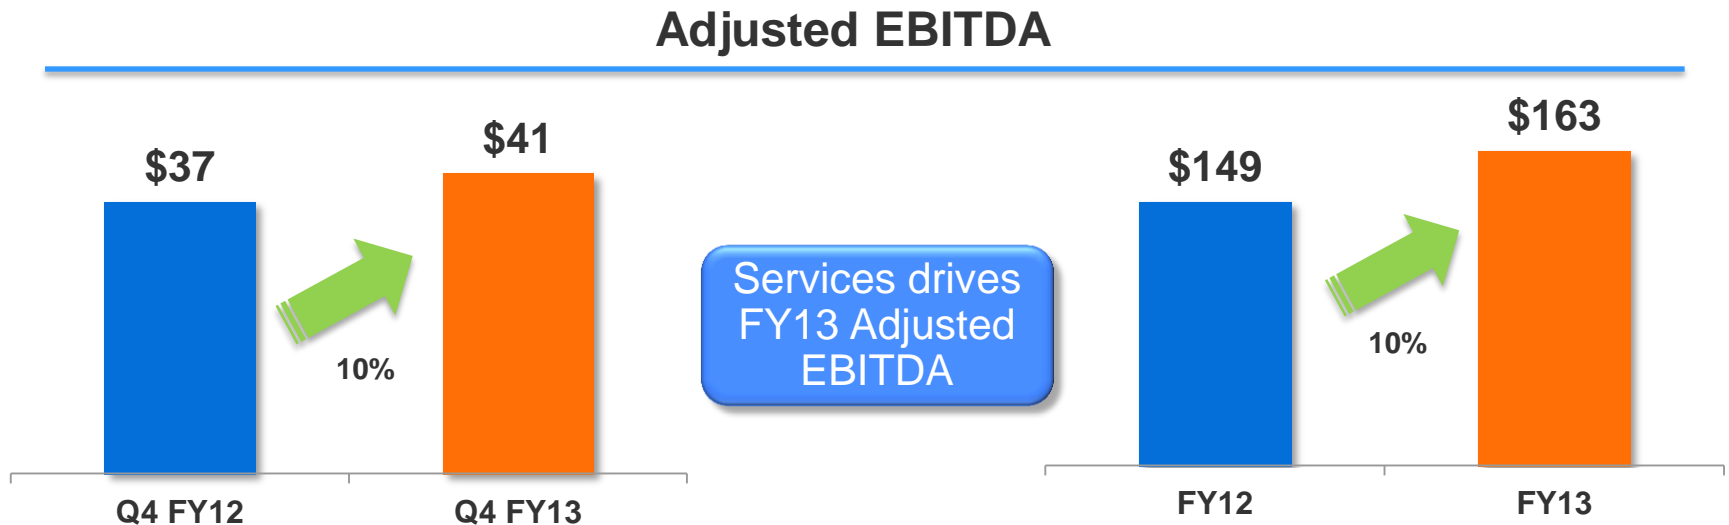 Adjusted EBITDA
$37
$41
10%
Q4 FY12
Q4 FY13
Services drives
FY13 Adjusted
EBITDA
$149
$163
10%
FY12
FY13